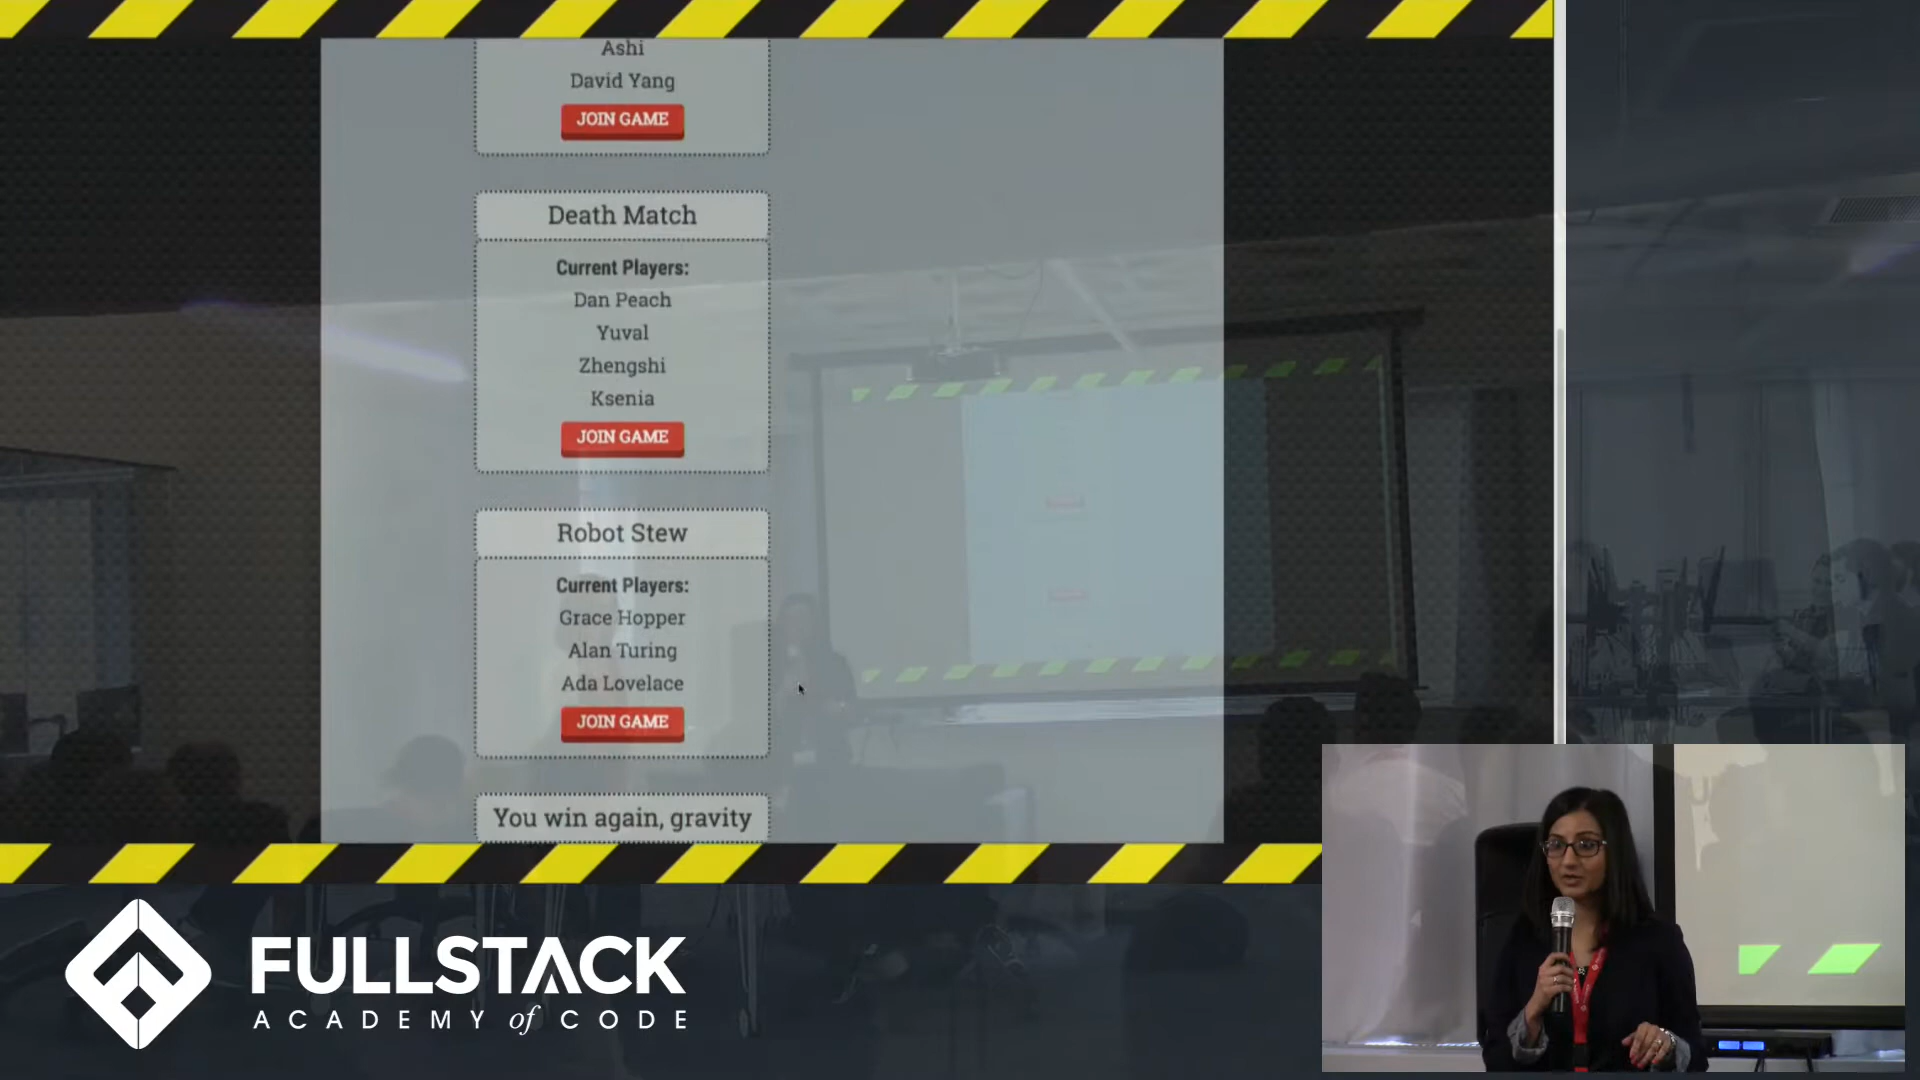 Ashi
David Yang
JOIN GAME
Death Match
Current Players:
Dan Peach
Yuval
Zhengshi
Ksenia
JOIN GAME
Robot Stew
Current Players:
Grace Hopper
Alan Turing
Ada Lovelace
JOIN GAME
You win again, gravity
FULLSTACK
ACADEMY of CODE